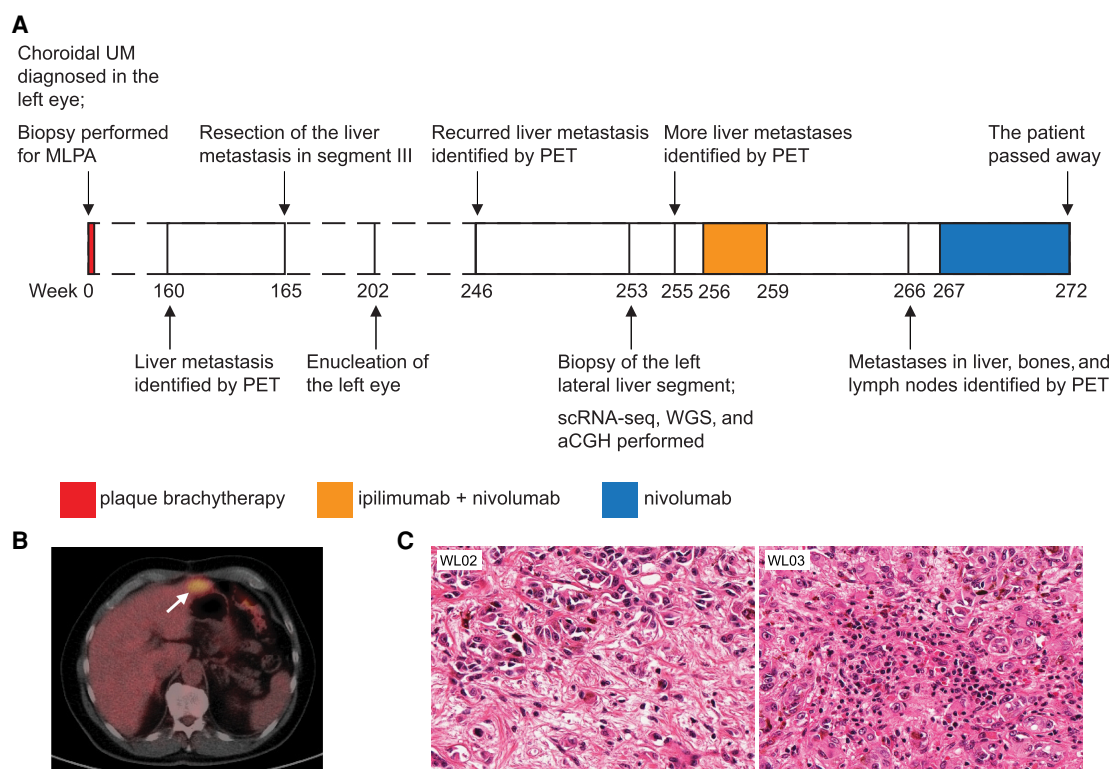 A
Choroidal UM
diagnosed in the
left eye;
Biopsy performed
for MLPA
Resection of the liver
metastasis in segment III
Recurred liver metastasis
identified by PET
More liver metastases
identified by PET
The patient
passed away
Week 0
160
165
202
246
253
255
256
259
266
267
272
Liver metastasis
identified by PET
Enucleation of
the left eye
Biopsy of the left
lateral liver segment;
scRNA-seq, WGS, and
aCGH performed
Metastases in liver, bones, and
lymph nodes identified by PET
plaque brachytherapy
ipilimumab + nivolumab
nivolumab
B
C
WL02
WL03